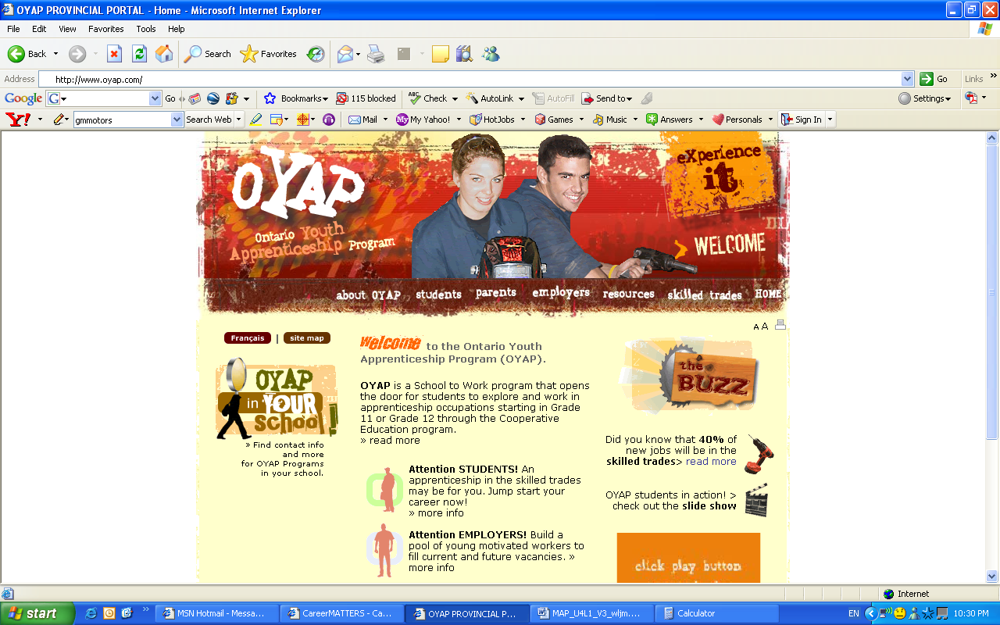 OYAP PROVINCIAL PORTAL - Home - Microsoft Internet Explorer
File Edit View Favorites Tools Help
Back Search Favorites
Address http://www.oyap.com/ Go Links »
Google G Go Bookmarks 115 blocked ABC Check AutoLink AutoFill Send to Settings
Y! gmmotors Search Web Mail My My Yahoo! HotJobs Games Music Answers Personals Sign In
OYAP
Ontario Youth
Apprenticeship Program
eXperience
it
WELCOME
about OYAP students parents employers resources skilled trades HOME
A A
Français | site map
OYAP
in YOUR
school!
» Find contact info
and more
for OYAP Programs
in your school.
welcome to the Ontario Youth
Apprenticeship Program (OYAP).
OYAP is a School to Work program that opens
the door for students to explore and work in
apprenticeship occupations starting in Grade
11 or Grade 12 through the Cooperative
Education program.
» read more
Attention STUDENTS! An
apprenticeship in the skilled trades
may be for you. Jump start your
career now!
» more info
Attention EMPLOYERS! Build a
pool of young motivated workers to
fill current and future vacancies. »
more info
the
BUZZ
Did you know that 40% of
new jobs will be in the
skilled trades> read more
OYAP students in action! >
check out the slide show
click play button
Internet
start » MSN Hotmail - Messa... CareerMATTERS - Ca... OYAP PROVINCIAL P... MAP_U4L1_V3_wljm.... Calculator EN 10:30 PM